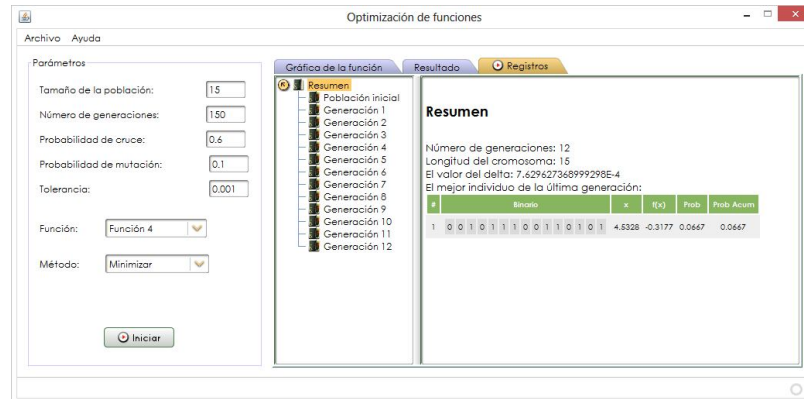 Optimización de funciones
Archivo Ayuda
Parámetros
Tamaño de la población: 15
Número de generaciones: 150
Probabilidad de cruce: 0.6
Probabilidad de mutación: 0.1
Tolerancia: 0.001
Función: Función 4
Método: Minimizar
Iniciar
Gráfica de la función Resultado Registros
Resumen
Población inicial
Generación 1
Generación 2
Generación 3
Generación 4
Generación 5
Generación 6
Generación 7
Generación 8
Generación 9
Generación 10
Generación 11
Generación 12
Resumen
Número de generaciones: 12
Longitud del cromosoma: 15
El valor del delta: 7.629627368999298E-4
El mejor individuo de la última generación:
# Binario x f(x) Prob Prob Acum
1 0 0 1 0 1 1 1 0 0 1 1 0 1 0 1 4.5328 -0.3177 0.0667 0.0667